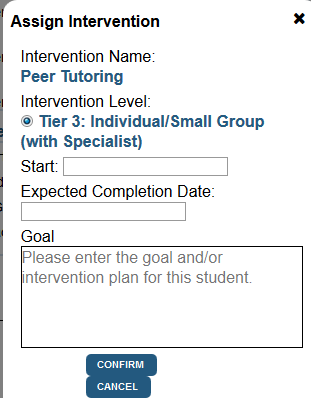 Assign Intervention ✖
Intervention Name:
Peer Tutoring
Intervention Level:
Tier 3: Individual/Small Group
(with Specialist)
Start:
Expected Completion Date:
Goal
Please enter the goal and/or
intervention plan for this student.
CONFIRM
CANCEL